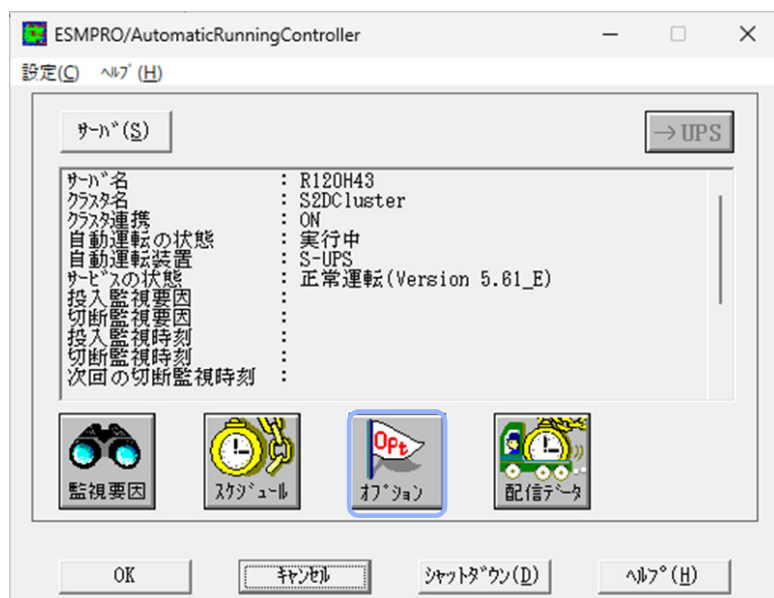 ESMPRO/AutomaticRunningController
設定(C) ﾍﾙﾌﾟ(H)
ｻｰﾊﾞ(S)
→UPS
ｻｰﾊﾞ名 : R120H43
ｸﾗｽﾀ名 : S2DCluster
ｸﾗｽﾀ連携 : ON
自動運転の状態 : 実行中
自動運転装置 : S-UPS
ｻｰﾋﾞｽの状態 : 正常運転(Version 5.61_E)
投入監視要因 :
切断監視要因 :
投入監視時刻 :
切断監視時刻 :
次回の切断監視時刻 :
Opt
監視要因 ｽｹｼﾞｭｰﾙ ｵﾌﾟｼｮﾝ 配信ﾃﾞｰﾀ
OK ｷｬﾝｾﾙ ｼｬｯﾄﾀﾞｳﾝ(D) ﾍﾙﾌﾟ(H)